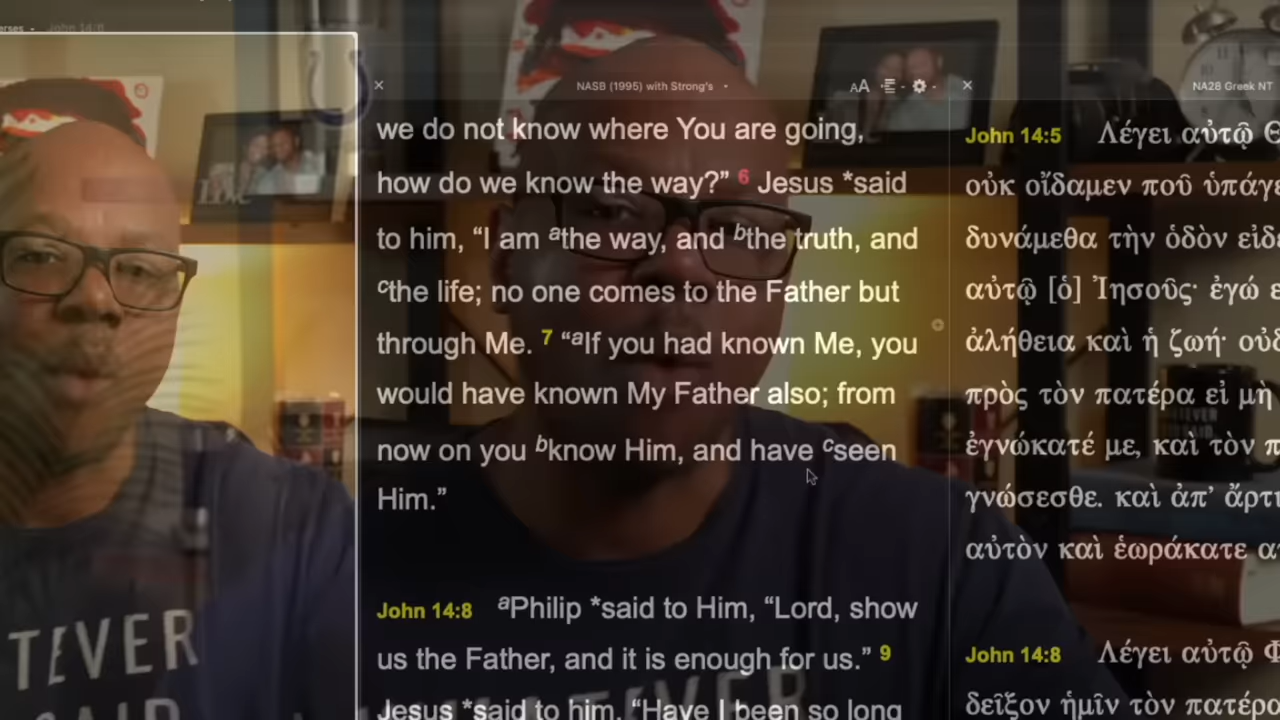 John 14:6
NASB (1995) with Strong's
AA
we do not know where You are going,
how do we know the way?” 6 Jesus *said
to him, “I am athe way, and bthe truth, and
cthe life; no one comes to the Father but
through Me. 7 “aIf you had known Me, you
would have known My Father also; from
now on you bknow Him, and have cseen
Him.”
John 14:8 aPhilip *said to Him, “Lord, show
us the Father, and it is enough for us.” 9
Jesus *said to him, “Have I been so long
NA28 Greek NT
John 14:5 Λέγει αὐτῷ
οὐκ οἴδαμεν ποῦ
δυνάμεθα τὴν ὁδὸν
αὐτῷ [ὁ] Ἰησοῦς· ἐγώ
ἀλήθεια καὶ ἡ ζωή·
πρὸς τὸν πατέρα εἰ μὴ
ἐγνώκατέ με, καὶ τὸν
γνώσεσθε. καὶ ἀπ’
αὐτὸν καὶ ἑωράκατε
John 14:8 Λέγει αὐτῷ
δεῖξον ἡμῖν τὸν
TEVER